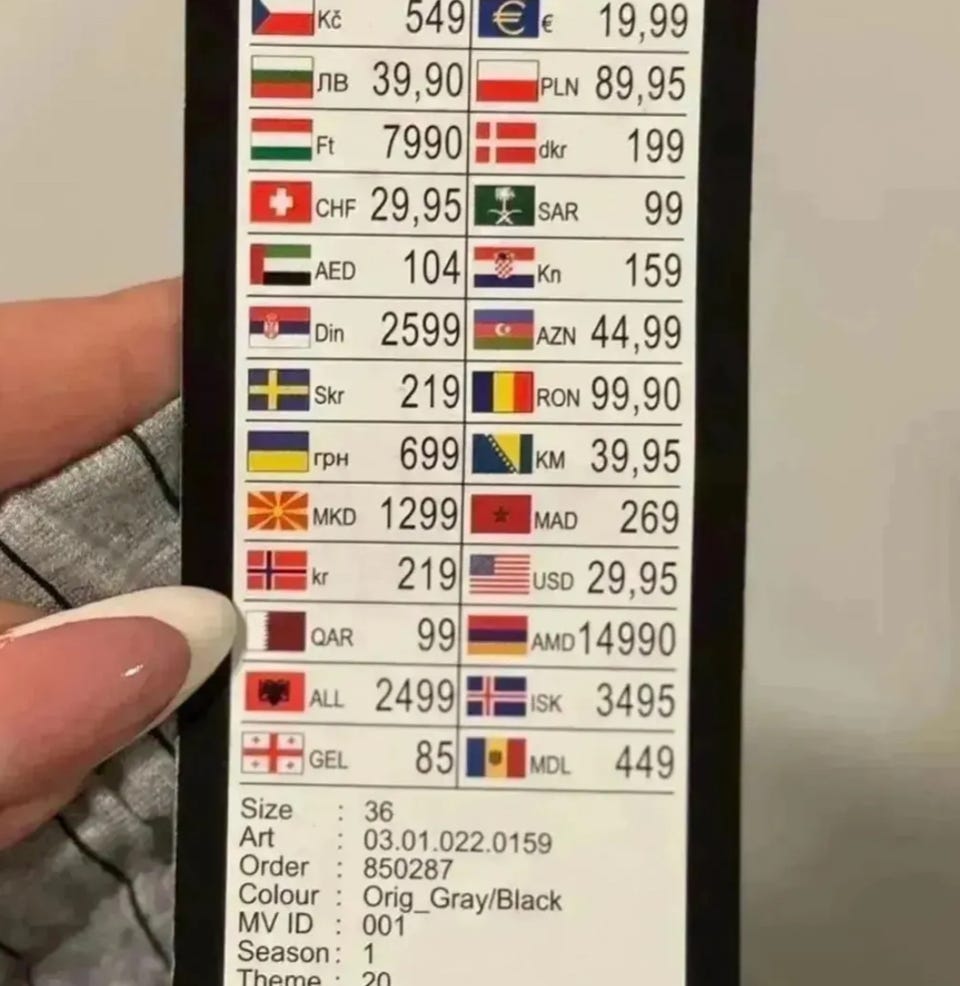 Kč 549 € 19,99
ЛВ 39,90 PLN 89,95
Ft 7990 dkr 199
CHF 29,95 SAR 99
AED 104 Kn 159
Din 2599 AZN 44,99
Skr 219 RON 99,90
грн 699 KM 39,95
MKD 1299 MAD 269
kr 219 USD 29,95
QAR 99 AMD 14990
ALL 2499 ISK 3495
GEL 85 MDL 449
Size : 36
Art : 03.01.022.0159
Order : 850287
Colour : Orig_Gray/Black
MV ID : 001
Season : 1
Theme : 20